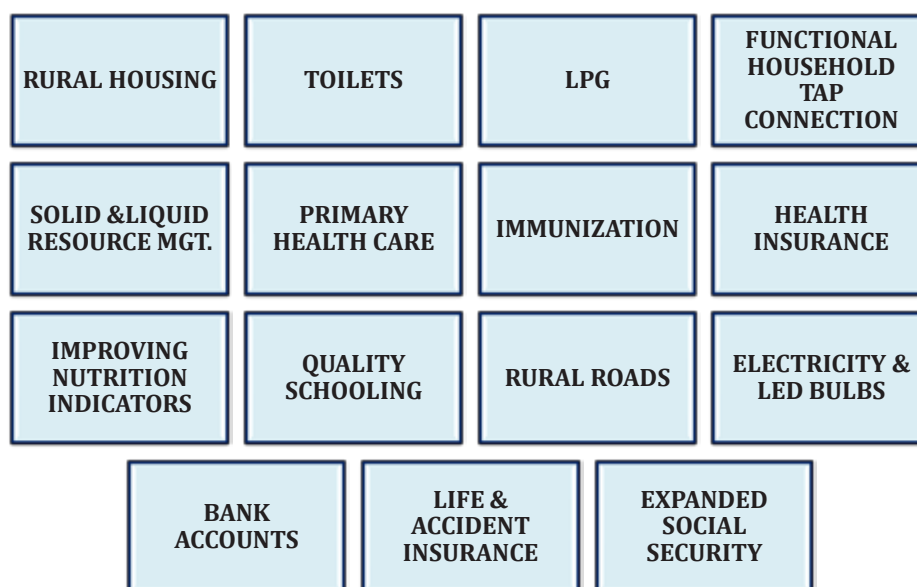 RURAL HOUSING
TOILETS
LPG
FUNCTIONAL
HOUSEHOLD
TAP
CONNECTION
SOLID &LIQUID
RESOURCE MGT.
PRIMARY
HEALTH CARE
IMMUNIZATION
HEALTH
INSURANCE
IMPROVING
NUTRITION
INDICATORS
QUALITY
SCHOOLING
RURAL ROADS
ELECTRICITY &
LED BULBS
BANK
ACCOUNTS
LIFE &
ACCIDENT
INSURANCE
EXPANDED
SOCIAL
SECURITY